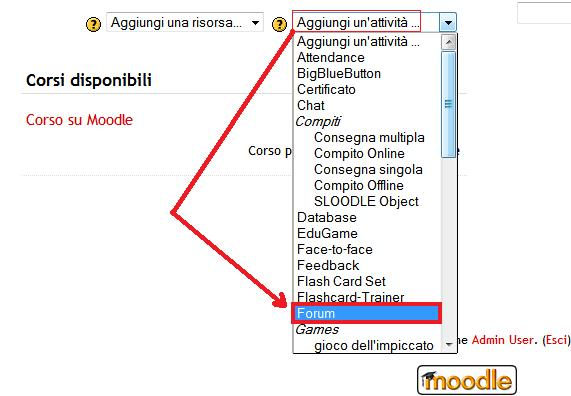 Aggiungi una risorsa... Aggiungi un'attività ...
Aggiungi un'attività ...
Attendance
BigBlueButton
Certificato
Chat
Compiti
Consegna multipla
Compito Online
Consegna singola
Compito Offline
SLOODLE Object
Database
EduGame
Face-to-face
Feedback
Flash Card Set
Flashcard-Trainer
Forum
Games
gioco dell'impiccato
Corsi disponibili
Corso su Moodle
Corso p
e
ne Admin User. (Esci)
moodle